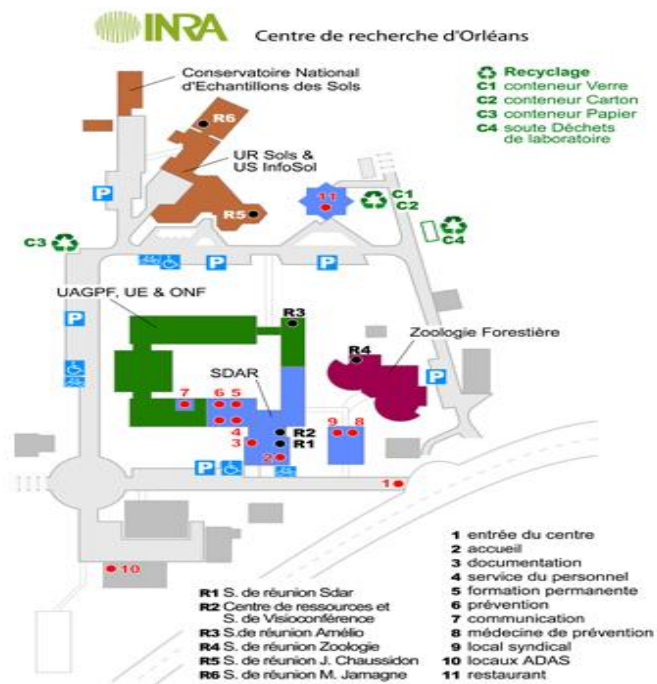 INRA Centre de recherche d'Orléans
Conservatoire National
d'Echantillons des Sols
Recyclage
C1 conteneur Verre
C2 conteneur Carton
C3 conteneur Papier
C4 soute Déchets
de laboratoire
R6
UR Sols &
US InfoSol
P
11
C1
C2
R5
C4
C3
P
P
UAGPF, UE & ONF
R3
P
Zoologie Forestière
R4
SDAR
P
7
6
5
4
9
8
R2
3
R1
2
P
1
10
1 entrée du centre
2 accueil
3 documentation
4 service du personnel
5 formation permanente
6 prévention
7 communication
8 médecine de prévention
9 local syndical
10 locaux ADAS
11 restaurant
R1 S. de réunion Sdar
R2 Centre de ressources et
S. de Visioconférence
R3 S.de réunion Amélio
R4 S. de réunion Zoologie
R5 S. de réunion J. Chaussidon
R6 S. de réunion M. Jamagne